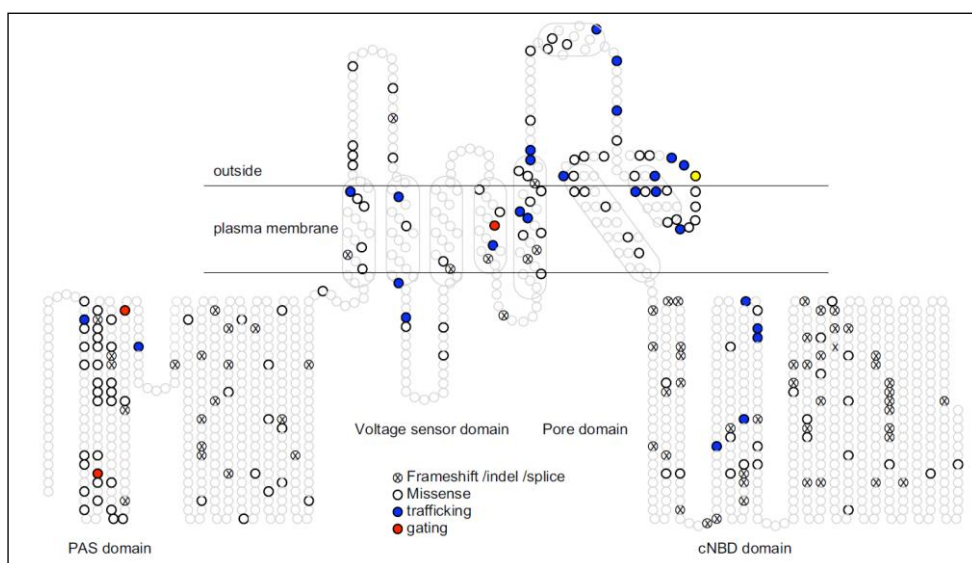 outside
plasma membrane
Voltage sensor domain
Pore domain
Frameshift /indel /splice
Missense
trafficking
gating
PAS domain
cNBD domain